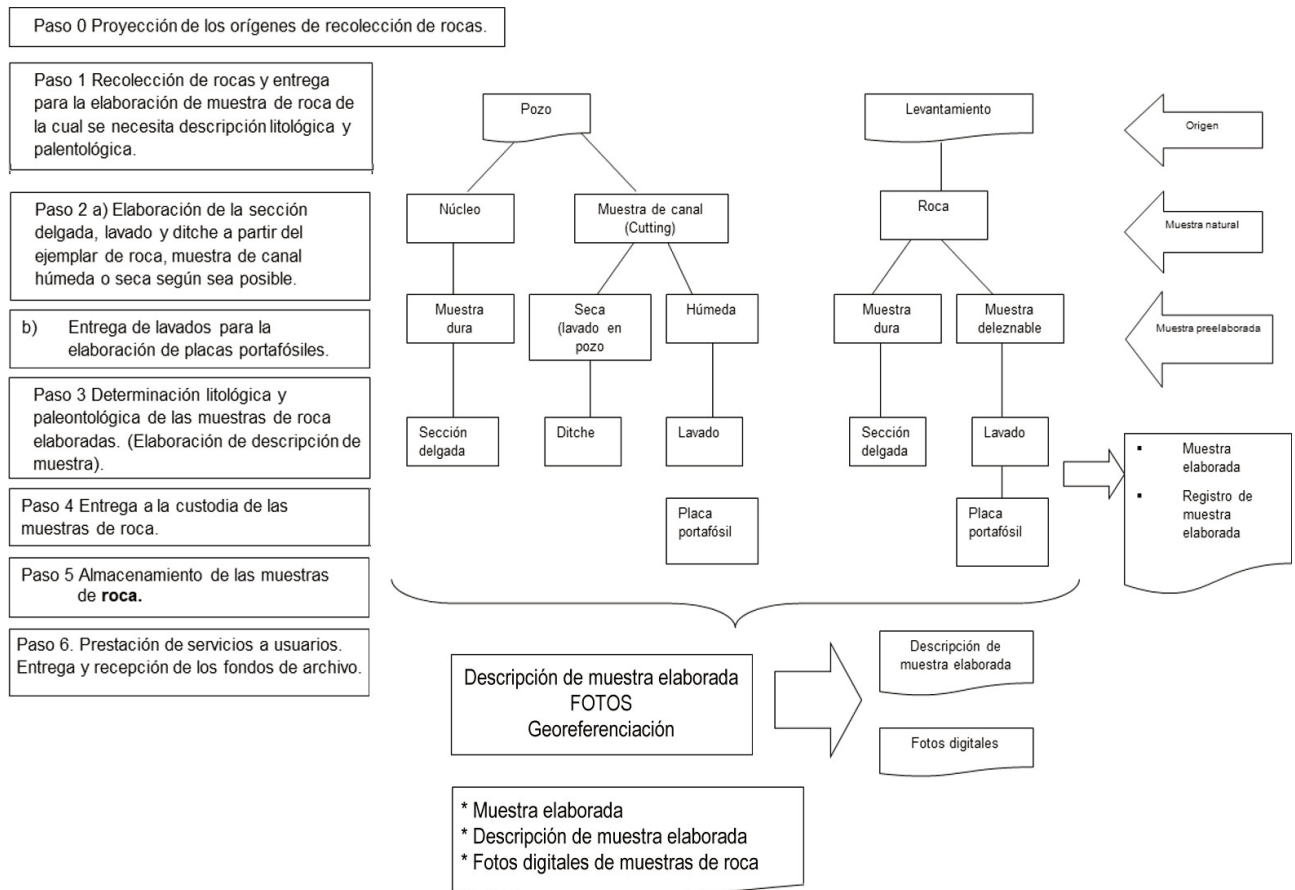 Paso 0 Proyección de los orígenes de recolección de rocas.
Paso 1 Recolección de rocas y entrega
para la elaboración de muestra de roca de
la cual se necesita descripción litológica y
palentológica.
Paso 2 a) Elaboración de la sección
delgada, lavado y ditche a partir del
ejemplar de roca, muestra de canal
húmeda o seca según sea posible.
b) Entrega de lavados para la
elaboración de placas portafósiles.
Paso 3 Determinación litológica y
paleontológica de las muestras de roca
elaboradas. (Elaboración de descripción de
muestra).
Paso 4 Entrega a la custodia de las
muestras de roca.
Paso 5 Almacenamiento de las muestras
de roca.
Paso 6. Prestación de servicios a usuarios.
Entrega y recepción de los fondos de archivo.
Pozo
Levantamiento
Origen
Núcleo
Muestra de canal
(Cutting)
Roca
Muestra natural
Muestra
dura
Seca
(lavado en
pozo
Húmeda
Muestra
dura
Muestra
deleznable
Muestra preelaborada
Sección
delgada
Ditche
Lavado
Sección
delgada
Lavado
Placa
portafósil
Placa
portafósil
▪ Muestra
elaborada
▪ Registro de
muestra
elaborada
Descripción de muestra elaborada
FOTOS
Georeferenciación
Descripción de
muestra elaborada
Fotos digitales
* Muestra elaborada
* Descripción de muestra elaborada
* Fotos digitales de muestras de roca